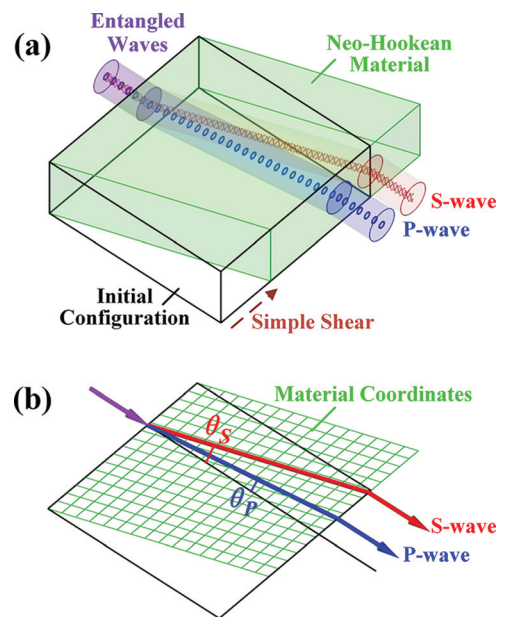 (a)
Entangled
Waves
Neo-Hookean
Material
S-wave
P-wave
Initial
Configuration
Simple Shear
(b)
Material Coordinates
θS
θP
S-wave
P-wave